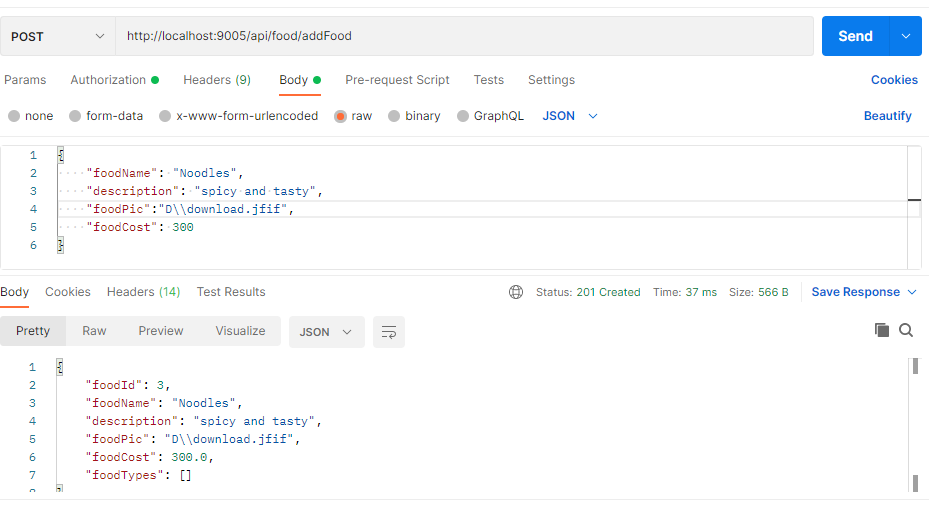 POST http://localhost:9005/api/food/addFood Send
Params Authorization Headers (9) Body Pre-request Script Tests Settings Cookies
none form-data x-www-form-urlencoded raw binary GraphQL JSON Beautify
1 {
2 "foodName": "Noodles",
3 "description": "spicy and tasty",
4 "foodPic":"D\\download.jfif",
5 "foodCost": 300
6 }
Body Cookies Headers (14) Test Results Status: 201 Created Time: 37 ms Size: 566 B Save Response
Pretty Raw Preview Visualize JSON
1 {
2 "foodId": 3,
3 "foodName": "Noodles",
4 "description": "spicy and tasty",
5 "foodPic": "D\\download.jfif",
6 "foodCost": 300.0,
7 "foodTypes": []
8 }